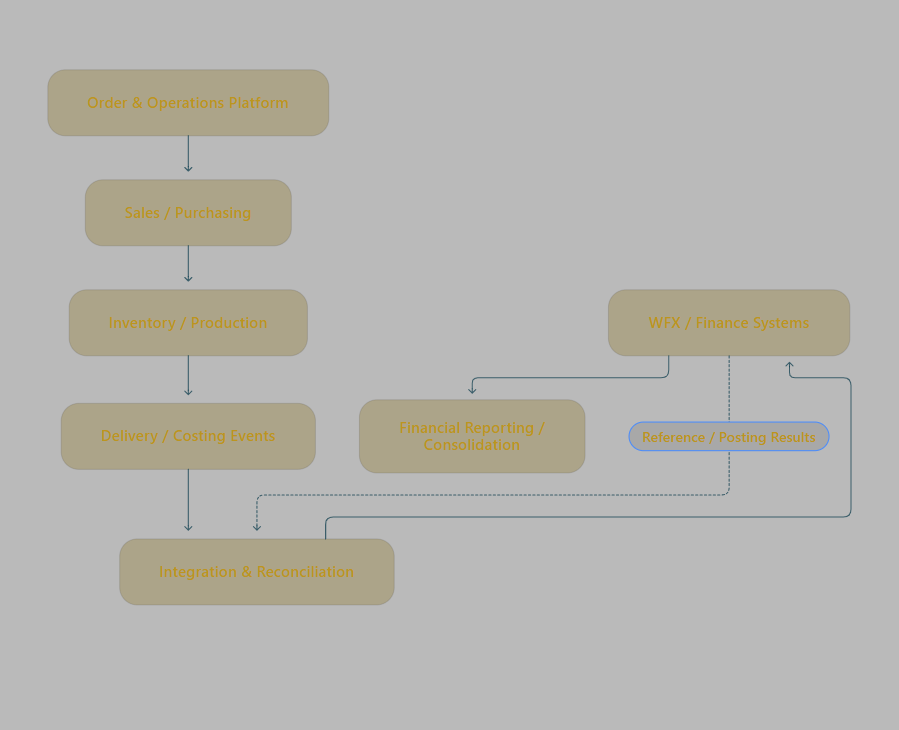 Order & Operations Platform
Sales / Purchasing
Inventory / Production
WFX / Finance Systems
Delivery / Costing Events
Financial Reporting /
Consolidation
Reference / Posting Results
Integration & Reconciliation